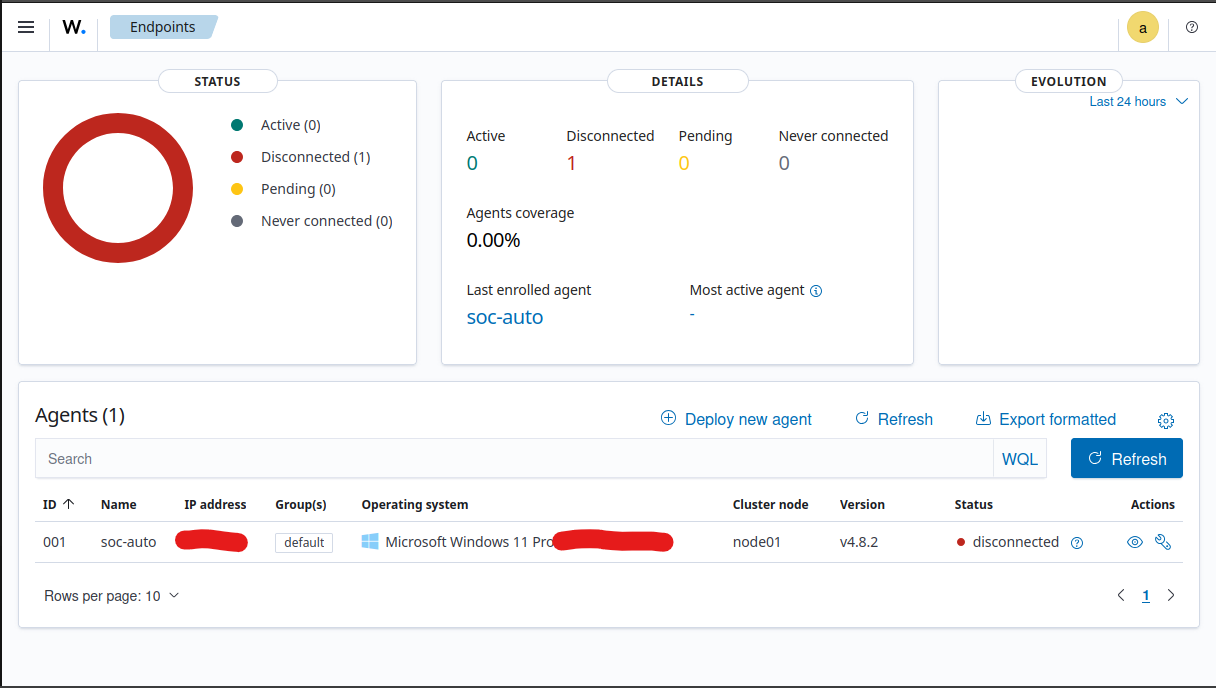 W. Endpoints a
STATUS
Active (0)
Disconnected (1)
Pending (0)
Never connected (0)
DETAILS
Active Disconnected Pending Never connected
0 1 0 0
Agents coverage
0.00%
Last enrolled agent Most active agent
soc-auto -
EVOLUTION
Last 24 hours
Agents (1) Deploy new agent Refresh Export formatted
Search WQL Refresh
ID Name IP address Group(s) Operating system Cluster node Version Status Actions
001 soc-auto default Microsoft Windows 11 Pro node01 v4.8.2 disconnected
Rows per page: 10 1